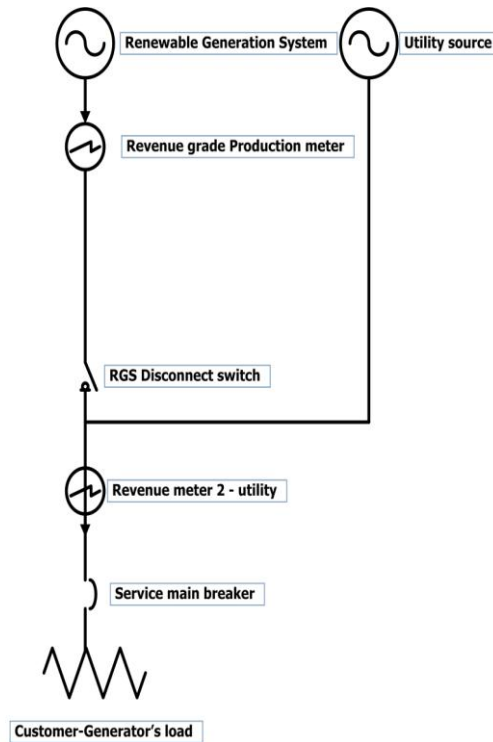 Renewable Generation System
Utility source
Revenue grade Production meter
RGS Disconnect switch
Revenue meter 2 - utility
Service main breaker
Customer-Generator's load